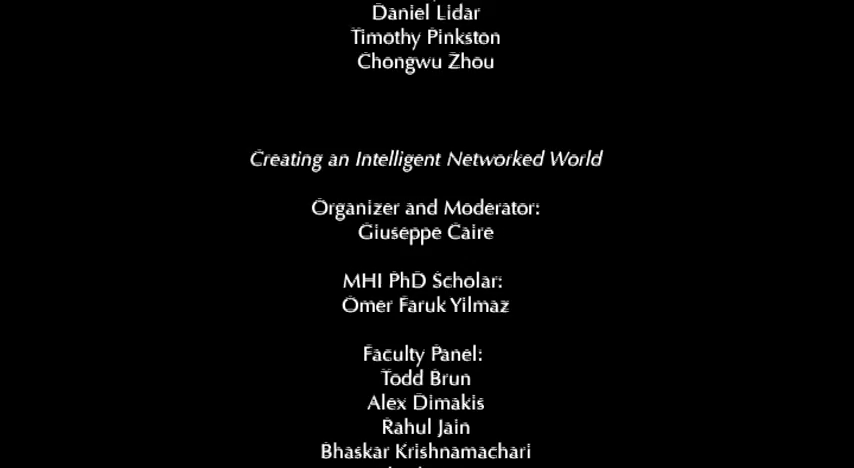 Daniel Lidar
Timothy Pinkston
Chongwu Zhou
Creating an Intelligent Networked World
Organizer and Moderator:
Giuseppe Caire
MHI PhD Scholar:
Omer Faruk Yilmaz
Faculty Panel:
Todd Brun
Alex Dimakis
Rahul Jain
Bhaskar Krishnamachari